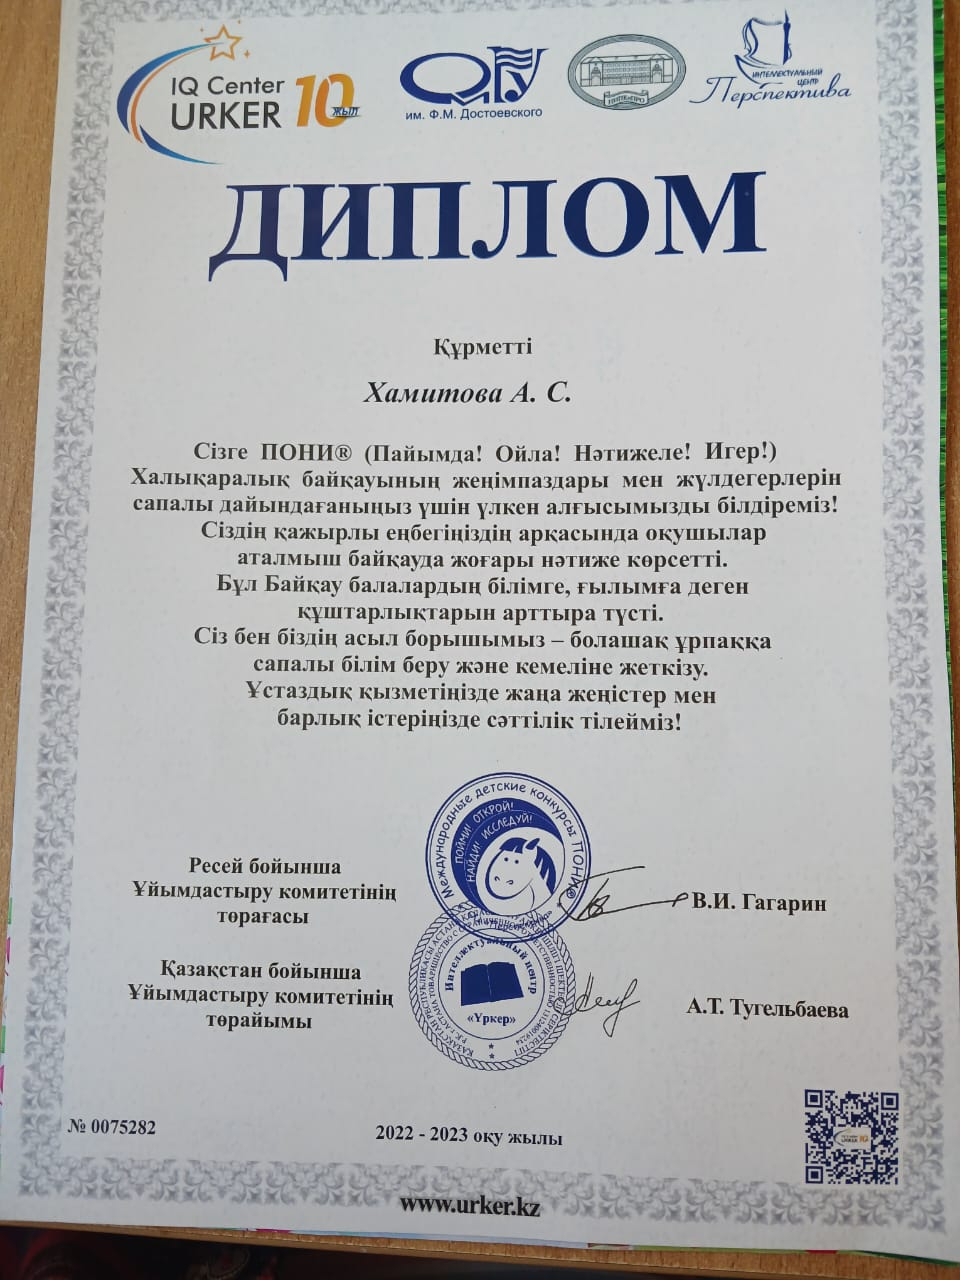 IQ Center
URKER 10 жыл
ОмГУ
им. Ф.М. Достоевского
ИНТЕЛЛЕКТУАЛЬНЫЙ
ЦЕНТР
Перспектива
ДИПЛОМ
Құрметті
Хамитова А. С.
Сізге ПОНИ® (Пайымда! Ойла! Нәтижеле! Игер!)
Халықаралық байқауының жеңімпаздары мен жүлдегерлерін
сапалы дайындағаныңыз үшін үлкен алғысымызды білдіреміз!
Сіздің қажырлы еңбегіңіздің арқасында оқушылар
аталмыш байқауда жоғары нәтиже көрсетті.
Бұл Байқау балалардың білімге, ғылымға деген
құштарлықтарын арттыра түсті.
Сіз бен біздің асыл борышымыз – болашақ ұрпаққа
сапалы білім беру және кемеліне жеткізу.
Ұстаздық қызметіңізде жаңа жеңістер мен
барлық істеріңізде сәттілік тілейміз!
Международные детские конкурсы ПОНИ®
ПОЙМИ! ОТКРОЙ!
НАЙДИ! ИССЛЕДУЙ!
Ресей бойынша
Ұйымдастыру комитетінің
төрағасы
В.И. Гагарин
Интеллектуальный центр
«Үркер»
Қазақстан бойынша
Ұйымдастыру комитетінің
төрайымы
А.Т. Тугельбаева
№ 0075282
2022 - 2023 оқу жылы
www.urker.kz